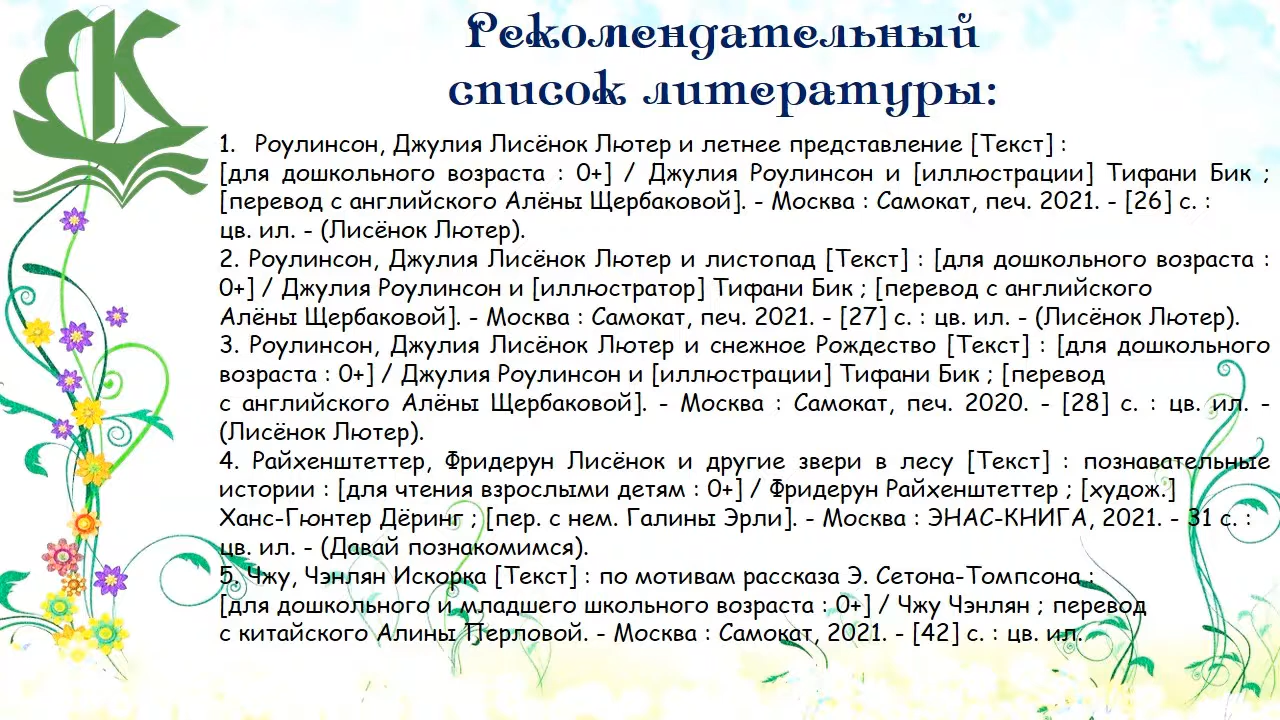 БК
Рекомендательный
список литературы:
1. Роулинсон, Джулия Лисёнок Лютер и летнее представление [Текст] :
[для дошкольного возраста : 0+] / Джулия Роулинсон и [иллюстрации] Тифани Бик ;
[перевод с английского Алёны Щербаковой]. - Москва : Самокат, печ. 2021. - [26] с. :
цв. ил. - (Лисёнок Лютер).
2. Роулинсон, Джулия Лисёнок Лютер и листопад [Текст] : [для дошкольного возраста :
0+] / Джулия Роулинсон и [иллюстратор] Тифани Бик ; [перевод с английского
Алёны Щербаковой]. - Москва : Самокат, печ. 2021. - [27] с. : цв. ил. - (Лисёнок Лютер).
3. Роулинсон, Джулия Лисёнок Лютер и снежное Рождество [Текст] : [для дошкольного
возраста : 0+] / Джулия Роулинсон и [иллюстрации] Тифани Бик ; [перевод
с английского Алёны Щербаковой]. - Москва : Самокат, печ. 2020. - [28] с. : цв. ил. -
(Лисёнок Лютер).
4. Райхенштеттер, Фридерун Лисёнок и другие звери в лесу [Текст] : познавательные
истории : [для чтения взрослыми детям : 0+] / Фридерун Райхенштеттер ; [худож.]
Ханс-Гюнтер Дёринг ; [пер. с нем. Галины Эрли]. - Москва : ЭНАС-КНИГА, 2021. - 31 с. :
цв. ил. - (Давай познакомимся).
5. Чжу, Чэнлян Искорка [Текст] : по мотивам рассказа Э. Сетона-Томпсона :
[для дошкольного и младшего школьного возраста : 0+] / Чжу Чэнлян ; перевод
с китайского Алины Перловой. - Москва : Самокат, 2021. - [42] с. : цв. ил.